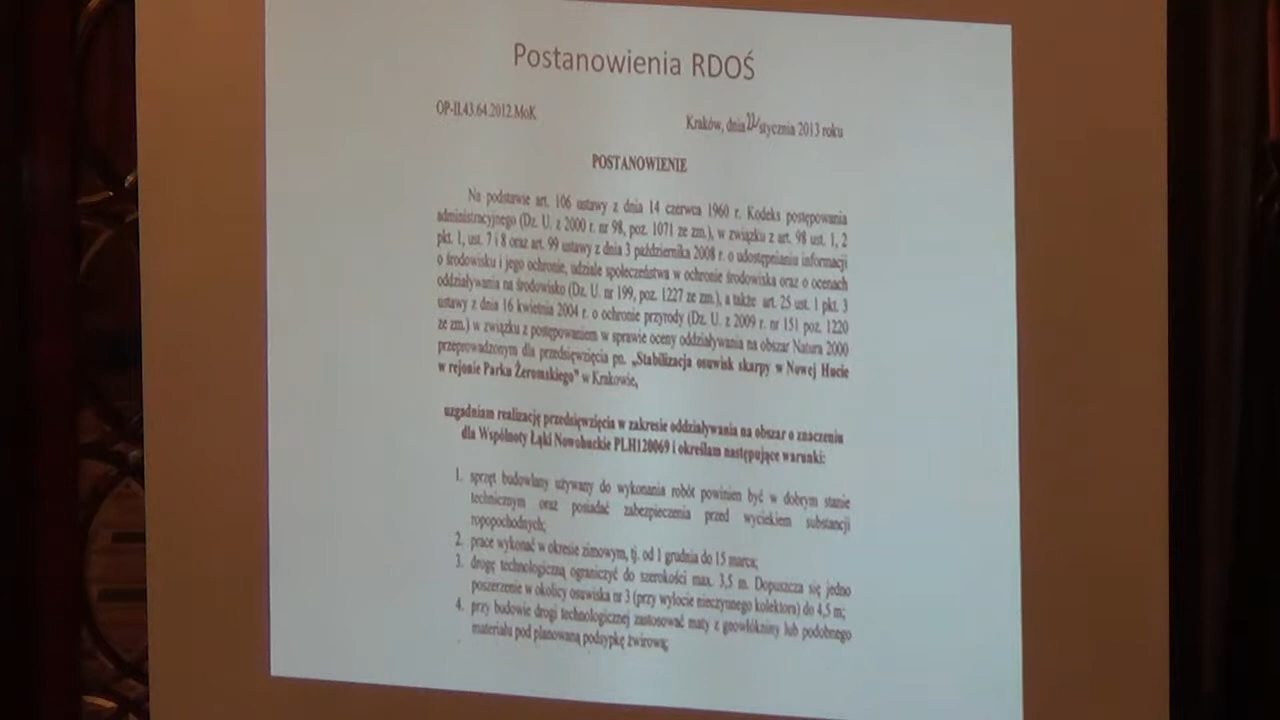 Postanowienia RDOŚ
OP-II.43.64.2012.MoK
Kraków, dnia 22 stycznia 2013 roku
POSTANOWIENIE
Na podstawie art. 106 ustawy z dnia 14 czerwca 1960 r. Kodeks postępowania
administracyjnego (Dz. U. z 2000 r. nr 98, poz. 1071 ze zm.), w związku z art. 98 ust. 1, 2
pkt. 1, ust. 7 i 8 oraz art. 99 ustawy z dnia 3 października 2008 r. o udostępnianiu informacji
o środowisku i jego ochronie, udziale społeczeństwa w ochronie środowiska oraz o ocenach
oddziaływania na środowisko (Dz. U. nr 199, poz. 1227 ze zm.), a także art. 25 ust. 1 pkt. 3
ustawy z dnia 16 kwietnia 2004 r. o ochronie przyrody (Dz. U. z 2009 r. nr 151 poz. 1220
ze zm.) w związku z postępowaniem w sprawie oceny oddziaływania na obszar Natura 2000
przeprowadzonym dla przedsięwzięcia pn. „Stabilizacja osuwisk skarpy w Nowej Hucie
w rejonie Parku Żeromskiego” w Krakowie,
uzgadniam realizację przedsięwzięcia w zakresie oddziaływania na obszar o znaczeniu
dla Wspólnoty Łąki Nowohuckie PLH120069 i określam następujące warunki:
1. sprzęt budowlany używany do wykonania robót powinien być w dobrym stanie
technicznym oraz posiadać zabezpieczenia przed wyciekiem substancji
ropopochodnych;
2. prace wykonać w okresie zimowym, tj. od 1 grudnia do 15 marca;
3. drogę technologiczną ograniczyć do szerokości max. 3,5 m. Dopuszcza się jedno
poszerzenie w okolicy osuwiska nr 3 (przy wylocie nieczynnego kolektora) do 4,5 m;
4. przy budowie drogi technologicznej zastosować maty z geowłókniny lub podobnego
materiału pod planowaną podsypkę żwirową;